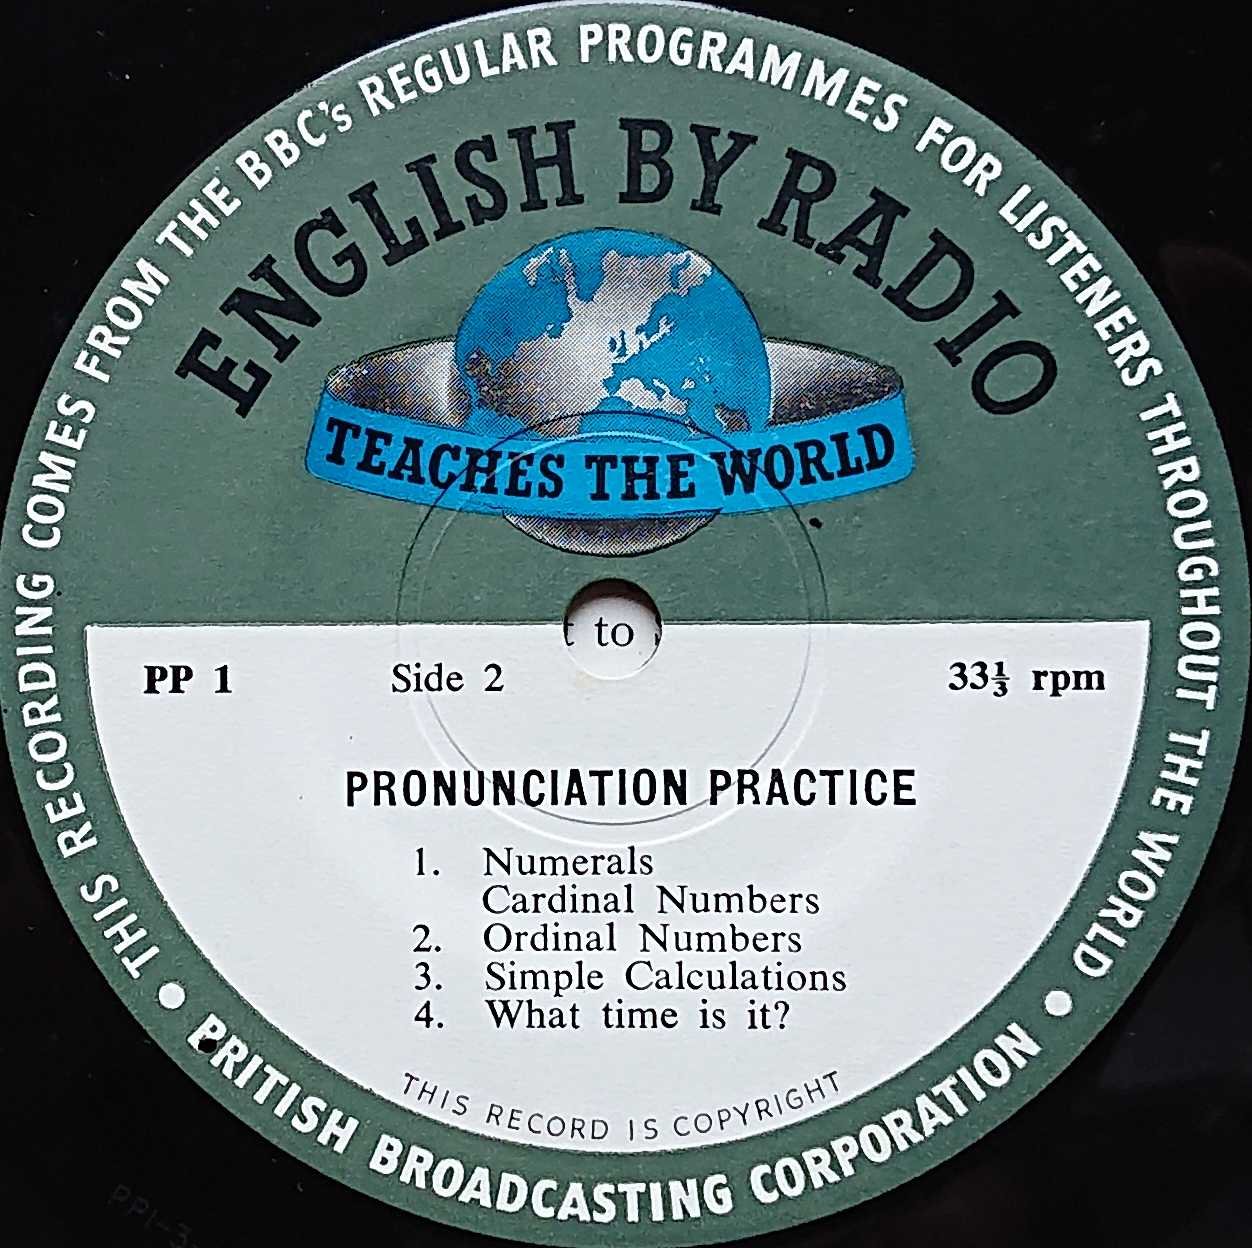 THIS RECORDING COMES FROM THE BBC's REGULAR PROGRAMMES FOR LISTENERS THROUGHOUT THE WORLD
ENGLISH BY RADIO
TEACHES THE WORLD
to
PP 1 Side 2 33⅓ rpm
PRONUNCIATION PRACTICE
1. Numerals
Cardinal Numbers
2. Ordinal Numbers
3. Simple Calculations
4. What time is it?
THIS RECORD IS COPYRIGHT
• BRITISH BROADCASTING CORPORATION •